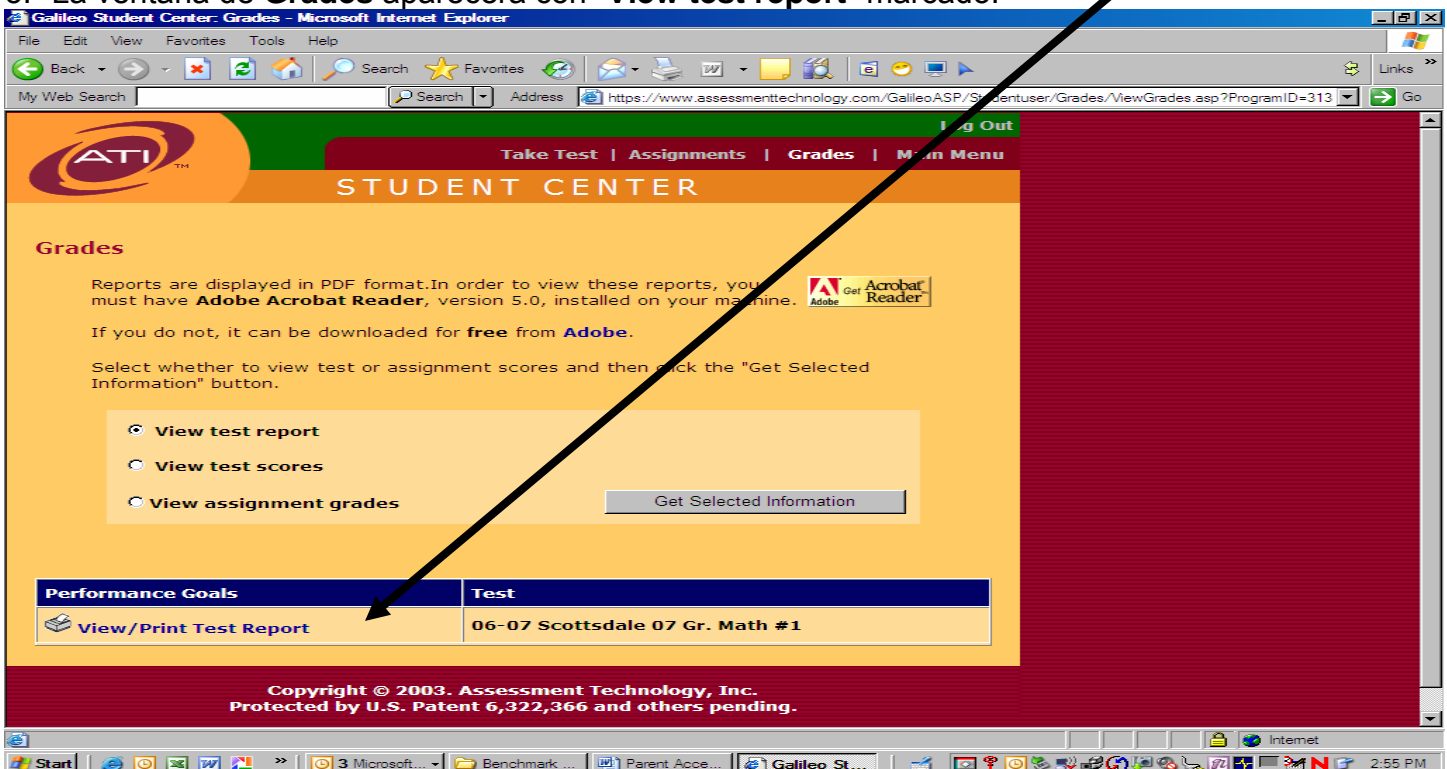 La ventana de Grades aparecerá con "View test report" marcado.
Galileo Student Center: Grades - Microsoft Internet Explorer
File Edit View Favorites Tools Help
Back Search Favorites
Links »
My Web Search Search Address https://www.assessmenttechnology.com/GalileoASP/Studentuser/Grades/ViewGrades.asp?ProgramID=313 Go
Log Out
ATI TM
Take Test | Assignments | Grades | Main Menu
STUDENT CENTER
Grades
Reports are displayed in PDF format.In order to view these reports, you
must have Adobe Acrobat Reader, version 5.0, installed on your machine.
Adobe Get Acrobat Reader
If you do not, it can be downloaded for free from Adobe.
Select whether to view test or assignment scores and then click the "Get Selected
Information" button.
View test report
View test scores
View assignment grades Get Selected Information
Performance Goals Test
View/Print Test Report 06-07 Scottsdale 07 Gr. Math #1
Copyright © 2003. Assessment Technology, Inc.
Protected by U.S. Patent 6,322,366 and others pending.
Internet
Start » 3 Microsoft... Benchmark ... Parent Acce... Galileo St... 2:55 PM